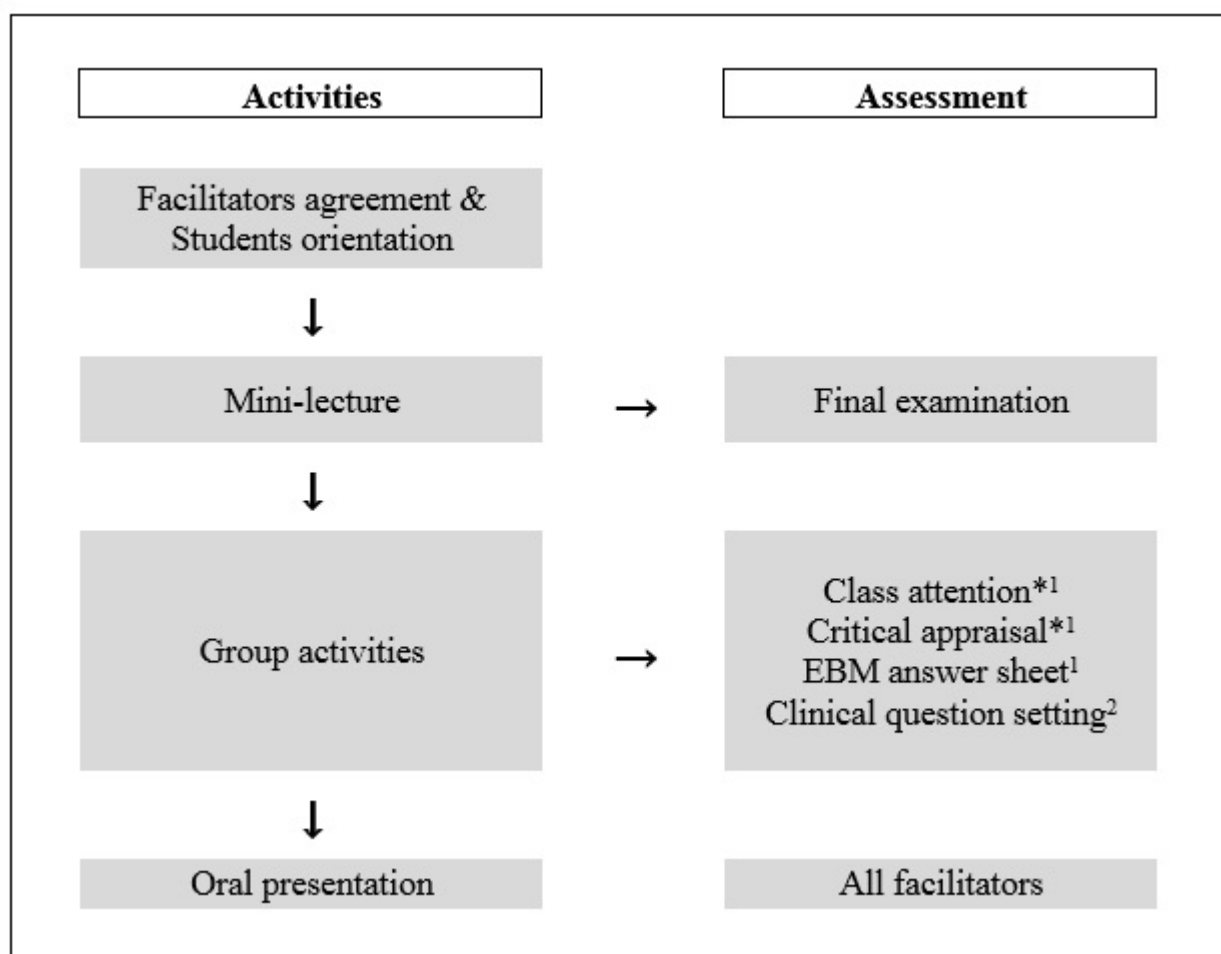 Activities
Assessment
Facilitators agreement &
Students orientation
↓
Mini-lecture
→
Final examination
↓
Group activities
→
Class attention*¹
Critical appraisal*¹
EBM answer sheet¹
Clinical question setting²
↓
Oral presentation
All facilitators